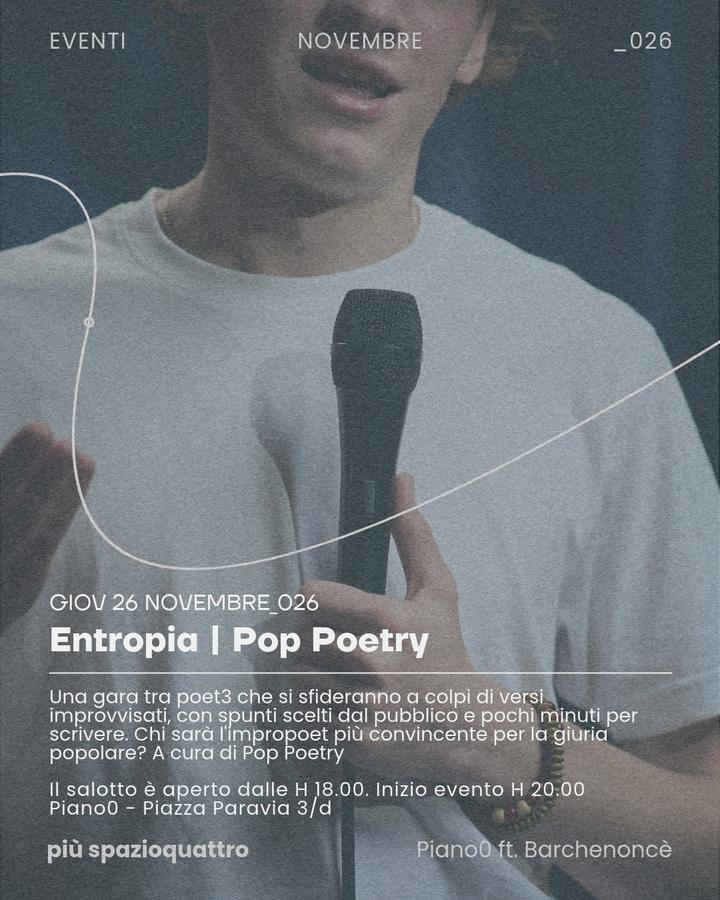 EVENTI NOVEMBRE _026
GIOV 26 NOVEMBRE_026
Entropia | Pop Poetry
Una gara tra poet3 che si sfideranno a colpi di versi
improvvisati, con spunti scelti dal pubblico e pochi minuti per
scrivere. Chi sarà l'impropoet più convincente per la giuria
popolare? A cura di Pop Poetry
Il salotto è aperto dalle H 18.00. Inizio evento H 20.00
Piano0 - Piazza Paravia 3/d
più spazioquattro Piano0 ft. Barchenoncè